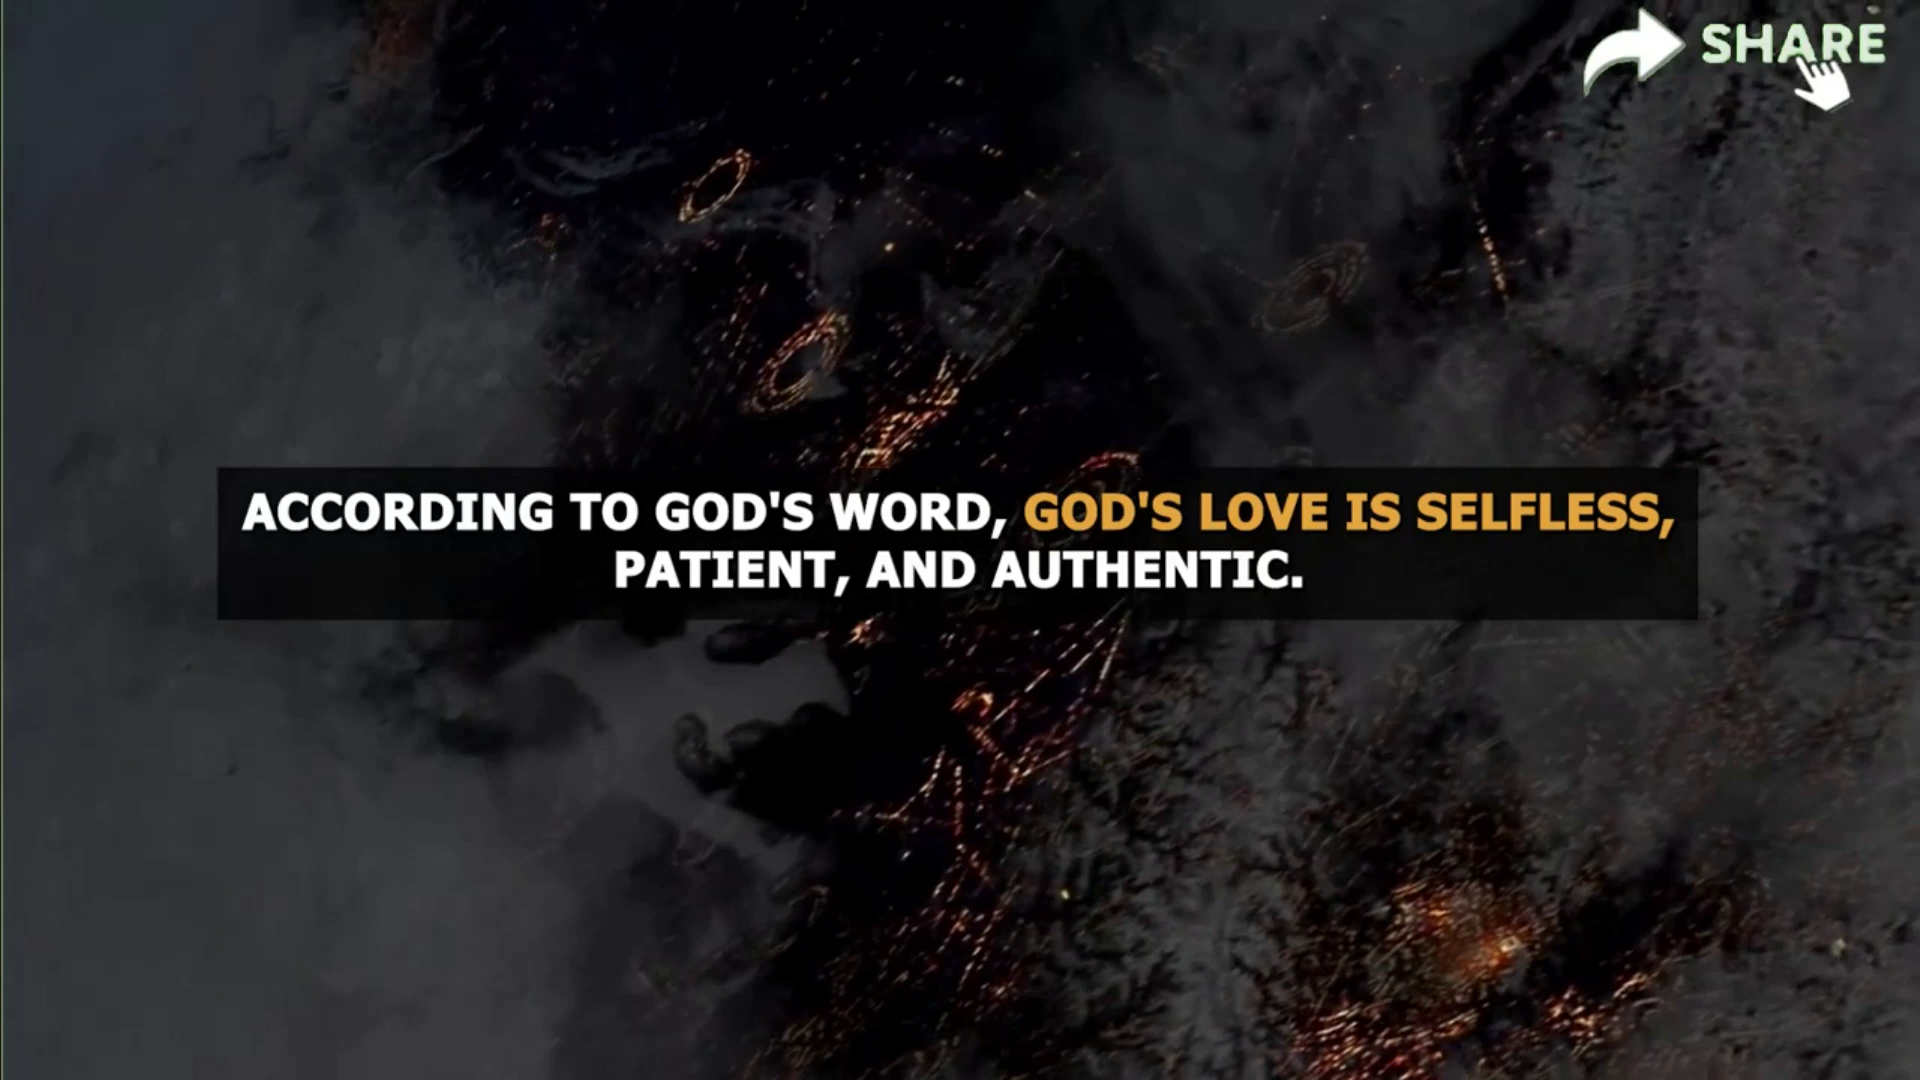 SHARE
ACCORDING TO GOD'S WORD, GOD'S LOVE IS SELFLESS,
PATIENT, AND AUTHENTIC.